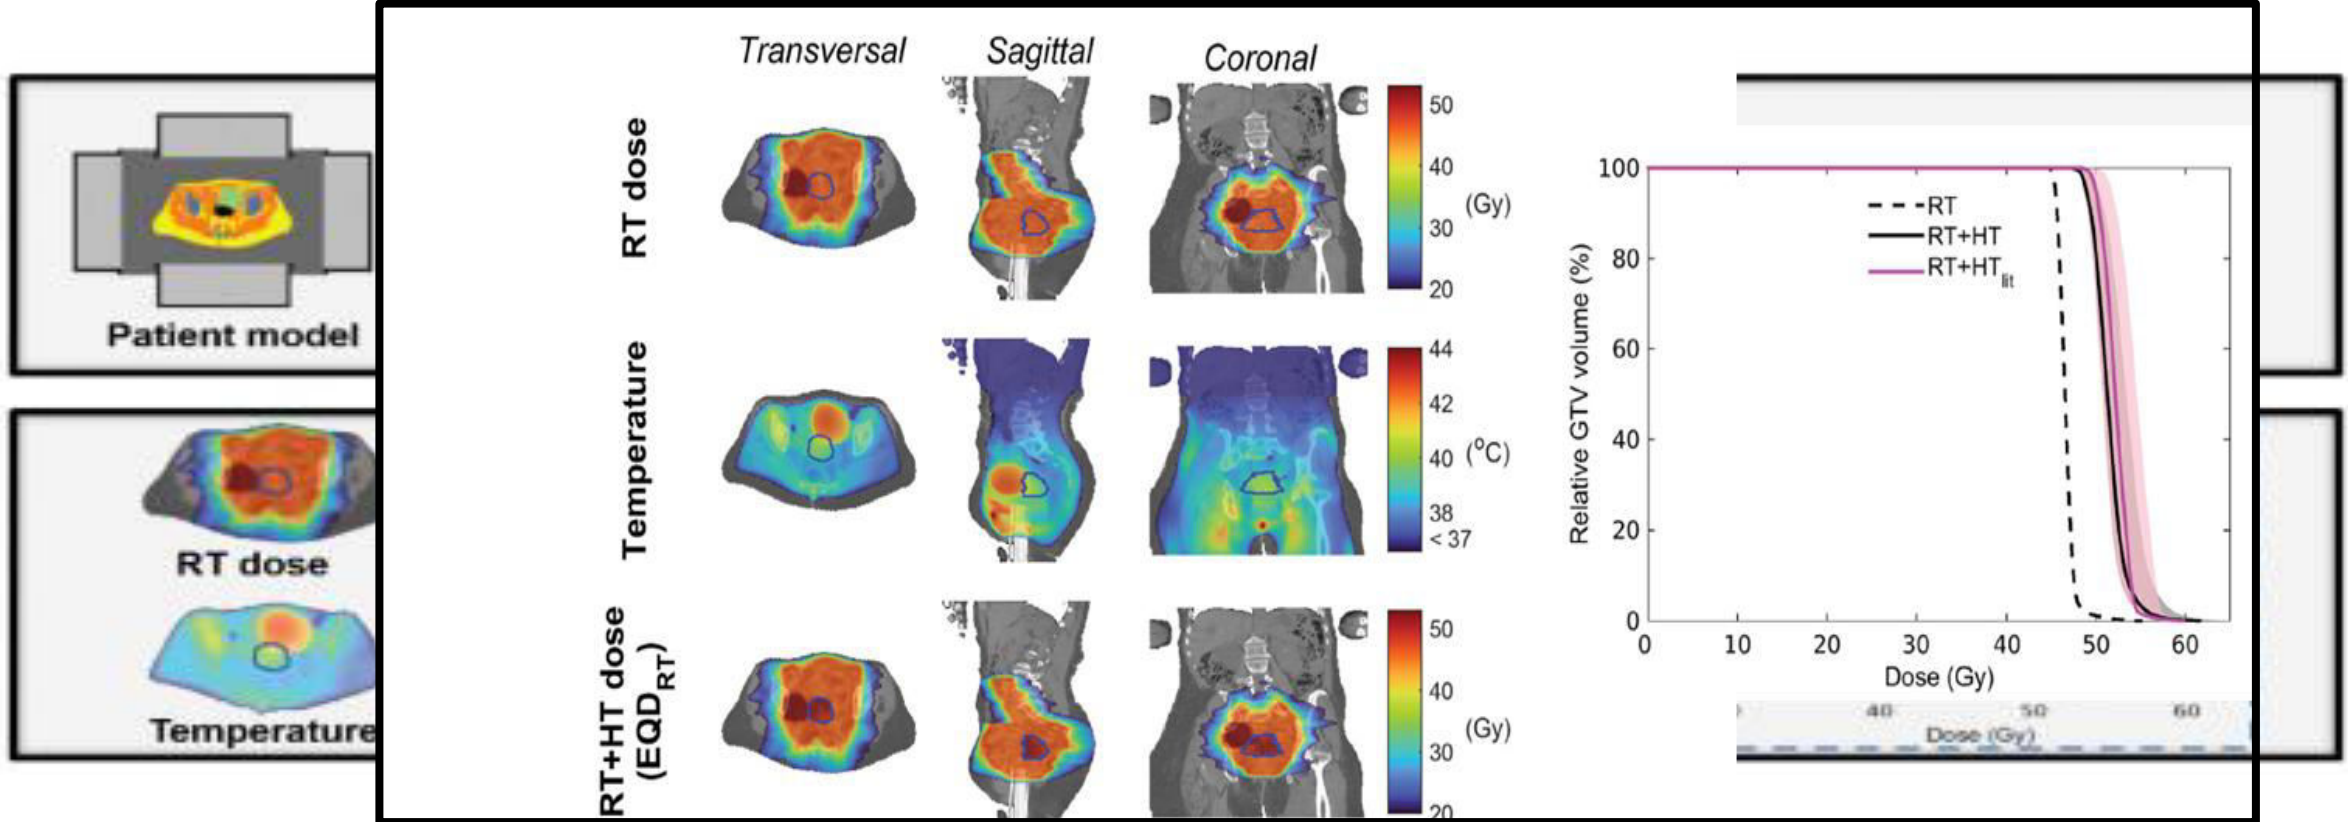 Transversal
Sagittal
Coronal
RT dose
50
40
30
20
(Gy)
Temperature
44
42
40
38
< 37
(°C)
RT+HT dose
(EQD_RT)
50
40
30
20
(Gy)
Relative GTV volume (%)
100
80
60
40
20
0
RT
RT+HT
RT+HT_lit
0 10 20 30 40 50 60
Dose (Gy)
Patient model
RT dose
Temperature
40 50 60
Dose (Gy)